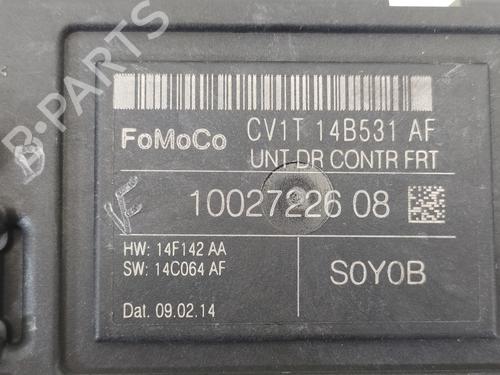 B-PARTS
FoMoCo
CV1T 14B531 AF
UNT DR CONTR FRT
10027226 08
HW: 14F142 AA
SW: 14C064 AF
S0Y0B
Dat. 09.02.14